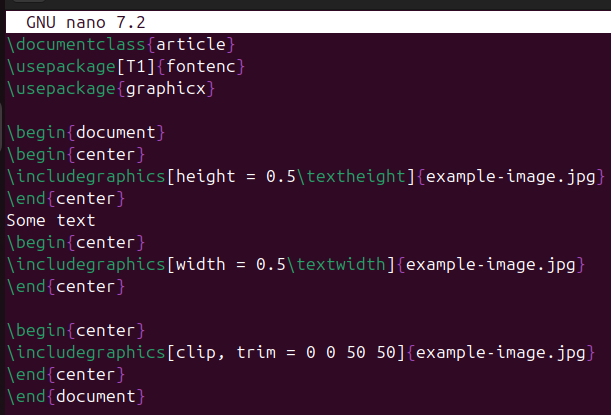 GNU nano 7.2
\documentclass{article}
\usepackage[T1]{fontenc}
\usepackage{graphicx}
\begin{document}
\begin{center}
\includegraphics[height = 0.5\textheight]{example-image.jpg}
\end{center}
Some text
\begin{center}
\includegraphics[width = 0.5\textwidth]{example-image.jpg}
\end{center}
\begin{center}
\includegraphics[clip, trim = 0 0 50 50]{example-image.jpg}
\end{center}
\end{document}